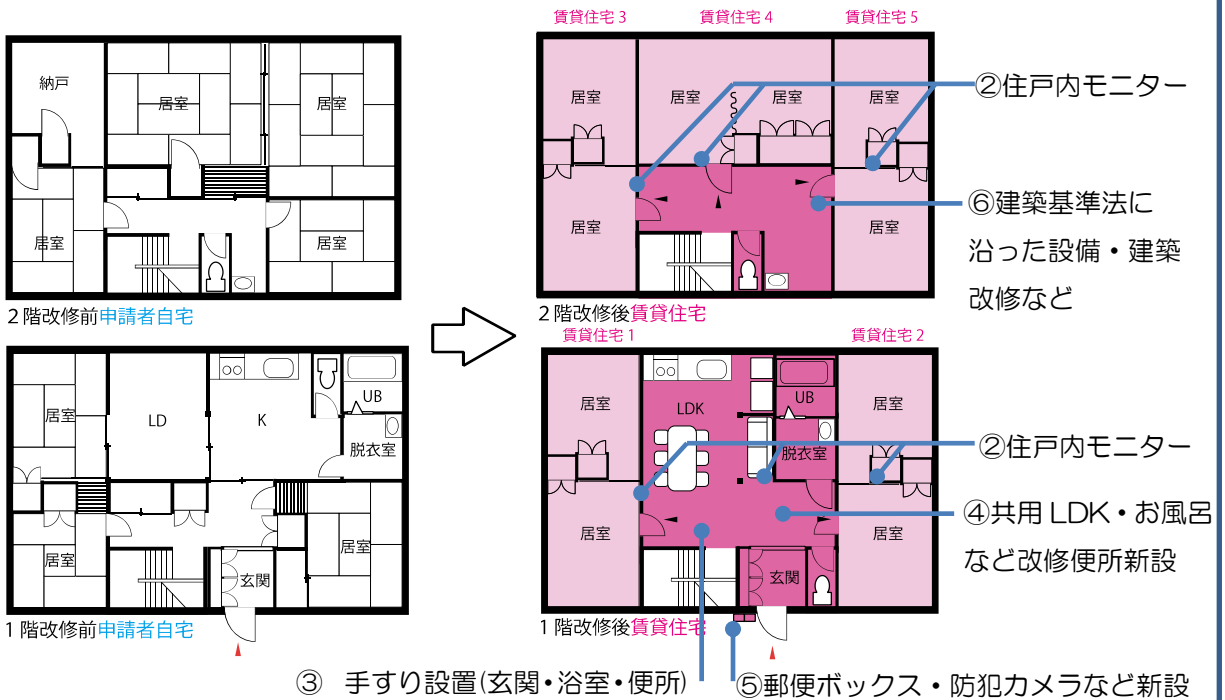 賃貸住宅3
賃貸住宅4
賃貸住宅5
納戸
居室
居室
居室
居室
2階改修前申請者自宅
居室
居室
居室
居室
居室
居室
②住戸内モニター
⑥建築基準法に
沿った設備・建築
改修など
2階改修後賃貸住宅
賃貸住宅1
賃貸住宅2
居室
LD
K
UB
脱衣室
居室
居室
玄関
1階改修前申請者自宅
居室
LDK
UB
居室
脱衣室
居室
居室
玄関
②住戸内モニター
④共用LDK・お風呂
など改修便所新設
1階改修後賃貸住宅
③ 手すり設置(玄関・浴室・便所)
⑤郵便ボックス・防犯カメラなど新設